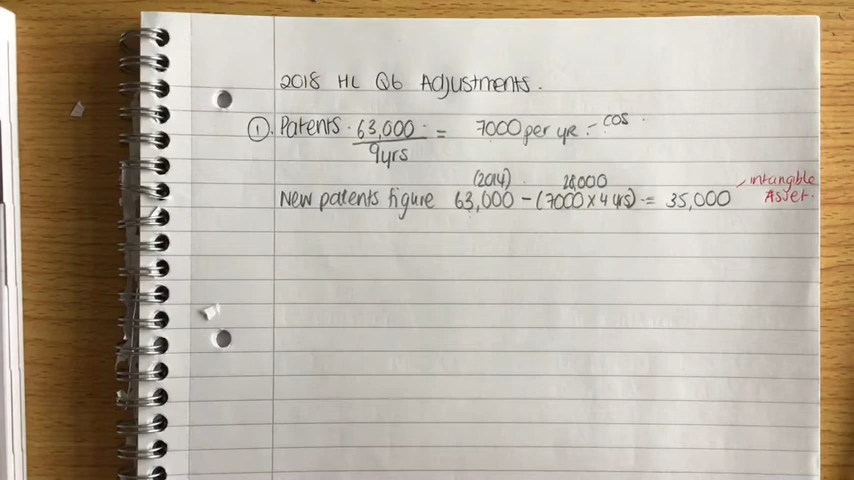 2018 HL Q6 Adjustments.
① Patents. 63,000 = 7000 per yr - COS
9yrs
(2014) 28,000
New patents figure 63,000 - (7000 x 4 yrs) = 35,000
intangible
Asset.